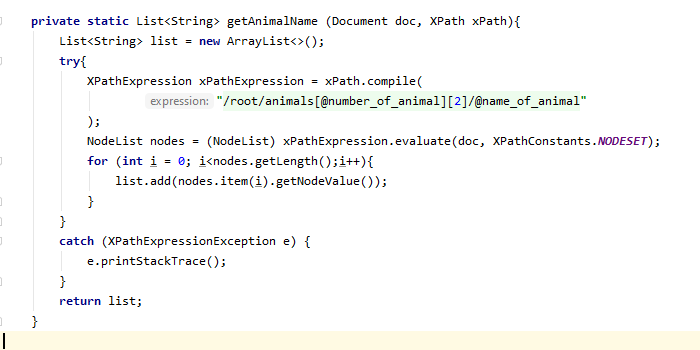 private static List<String> getAnimalName (Document doc, XPath xPath){
List<String> list = new ArrayList<>();
try{
XPathExpression xPathExpression = xPath.compile(
expression: "/root/animals[@number_of_animal][2]/@name_of_animal"
);
NodeList nodes = (NodeList) xPathExpression.evaluate(doc, XPathConstants.NODESET);
for (int i = 0; i<nodes.getLength();i++){
list.add(nodes.item(i).getNodeValue());
}
}
catch (XPathExpressionException e) {
e.printStackTrace();
}
return list;
}